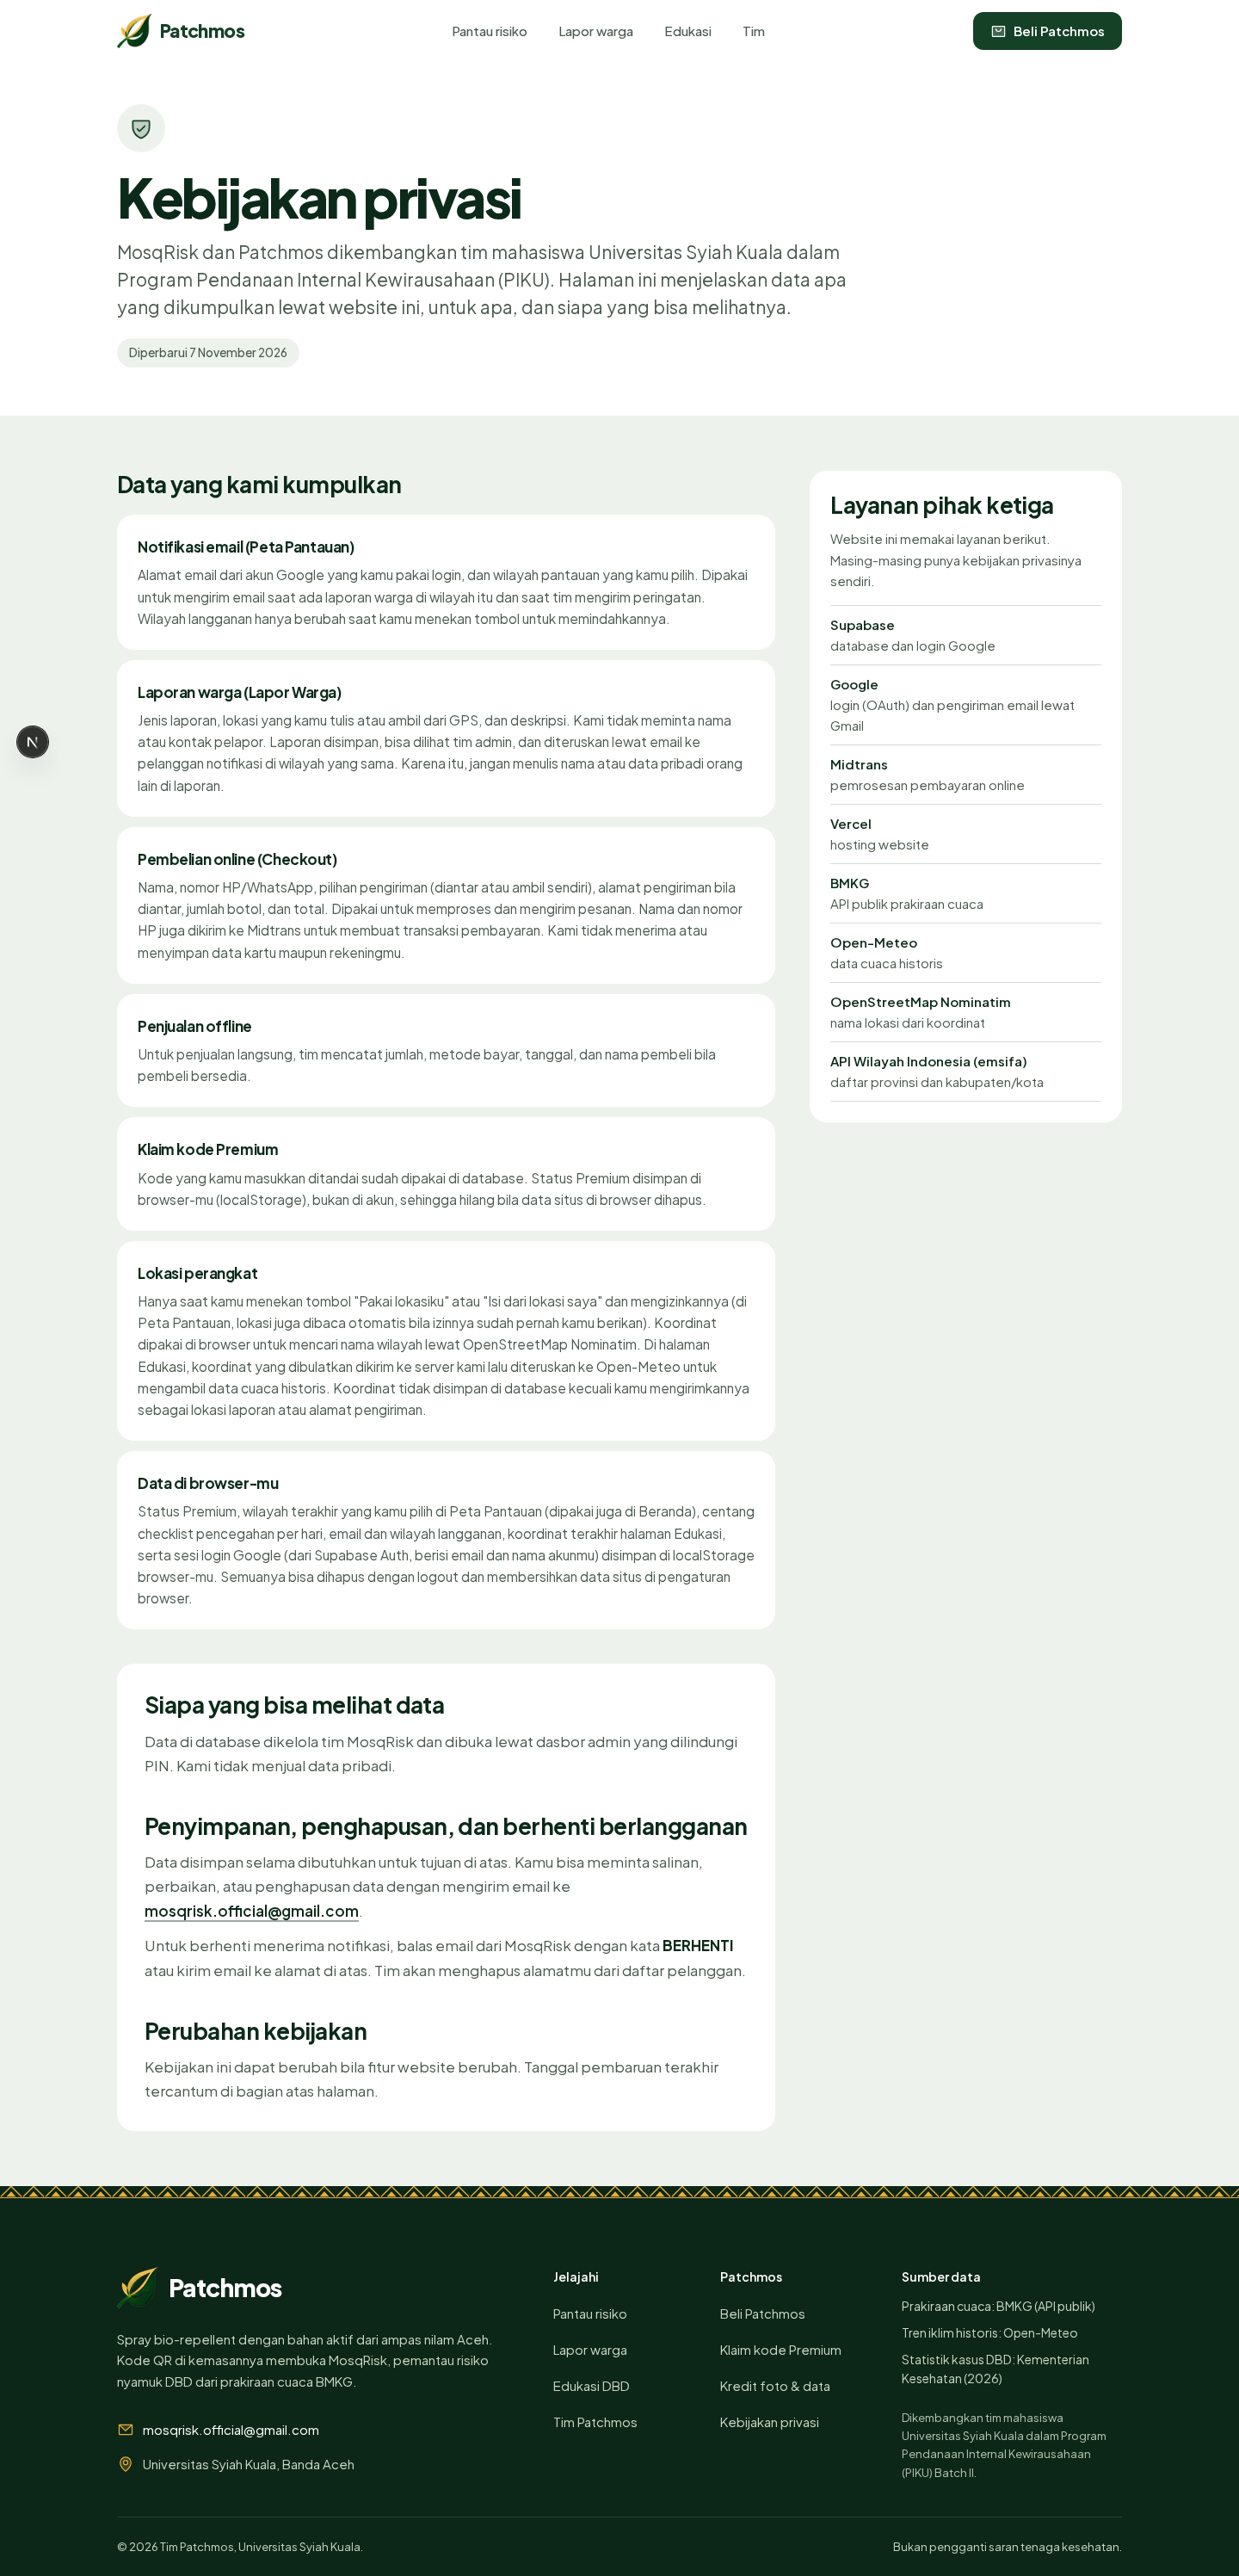 Patchmos
Pantau risiko
Lapor warga
Edukasi
Tim
Beli Patchmos
Kebijakan privasi
MosqRisk dan Patchmos dikembangkan tim mahasiswa Universitas Syiah Kuala dalam
Program Pendanaan Internal Kewirausahaan (PIKU). Halaman ini menjelaskan data apa
yang dikumpulkan lewat website ini, untuk apa, dan siapa yang bisa melihatnya.
Diperbarui 7 November 2026
Data yang kami kumpulkan
Notifikasi email (Peta Pantauan)
Alamat email dari akun Google yang kamu pakai login, dan wilayah pantauan yang kamu pilih. Dipakai
untuk mengirim email saat ada laporan warga di wilayah itu dan saat tim mengirim peringatan.
Wilayah langganan hanya berubah saat kamu menekan tombol untuk memindahkannya.
Laporan warga (Lapor Warga)
Jenis laporan, lokasi yang kamu tulis atau ambil dari GPS, dan deskripsi. Kami tidak meminta nama
atau kontak pelapor. Laporan disimpan, bisa dilihat tim admin, dan diteruskan lewat email ke
pelanggan notifikasi di wilayah yang sama. Karena itu, jangan menulis nama atau data pribadi orang
lain di laporan.
Pembelian online (Checkout)
Nama, nomor HP/WhatsApp, pilihan pengiriman (diantar atau ambil sendiri), alamat pengiriman bila
diantar, jumlah botol, dan total. Dipakai untuk memproses dan mengirim pesanan. Nama dan nomor
HP juga dikirim ke Midtrans untuk membuat transaksi pembayaran. Kami tidak menerima atau
menyimpan data kartu maupun rekeningmu.
Penjualan offline
Untuk penjualan langsung, tim mencatat jumlah, metode bayar, tanggal, dan nama pembeli bila
pembeli bersedia.
Klaim kode Premium
Kode yang kamu masukkan ditandai sudah dipakai di database. Status Premium disimpan di
browser-mu (localStorage), bukan di akun, sehingga hilang bila data situs di browser dihapus.
Lokasi perangkat
Hanya saat kamu menekan tombol "Pakai lokasiku" atau "Isi dari lokasi saya" dan mengizinkannya (di
Peta Pantauan, lokasi juga dibaca otomatis bila izinnya sudah pernah kamu berikan). Koordinat
dipakai di browser untuk mencari nama wilayah lewat OpenStreetMap Nominatim. Di halaman
Edukasi, koordinat yang dibulatkan dikirim ke server kami lalu diteruskan ke Open-Meteo untuk
mengambil data cuaca historis. Koordinat tidak disimpan di database kecuali kamu mengirimkannya
sebagai lokasi laporan atau alamat pengiriman.
Data di browser-mu
Status Premium, wilayah terakhir yang kamu pilih di Peta Pantauan (dipakai juga di Beranda), centang
checklist pencegahan per hari, email dan wilayah langganan, koordinat terakhir halaman Edukasi,
serta sesi login Google (dari Supabase Auth, berisi email dan nama akunmu) disimpan di localStorage
browser-mu. Semuanya bisa dihapus dengan logout dan membersihkan data situs di pengaturan
browser.
Siapa yang bisa melihat data
Data di database dikelola tim MosqRisk dan dibuka lewat dasbor admin yang dilindungi
PIN. Kami tidak menjual data pribadi.
Penyimpanan, penghapusan, dan berhenti berlangganan
Data disimpan selama dibutuhkan untuk tujuan di atas. Kamu bisa meminta salinan,
perbaikan, atau penghapusan data dengan mengirim email ke
mosqrisk.official@gmail.com.
Untuk berhenti menerima notifikasi, balas email dari MosqRisk dengan kata BERHENTI
atau kirim email ke alamat di atas. Tim akan menghapus alamatmu dari daftar pelanggan.
Perubahan kebijakan
Kebijakan ini dapat berubah bila fitur website berubah. Tanggal pembaruan terakhir
tercantum di bagian atas halaman.
Layanan pihak ketiga
Website ini memakai layanan berikut.
Masing-masing punya kebijakan privasinya
sendiri.
Supabase
database dan login Google
Google
login (OAuth) dan pengiriman email lewat
Gmail
Midtrans
pemrosesan pembayaran online
Vercel
hosting website
BMKG
API publik prakiraan cuaca
Open-Meteo
data cuaca historis
OpenStreetMap Nominatim
nama lokasi dari koordinat
API Wilayah Indonesia (emsifa)
daftar provinsi dan kabupaten/kota
N
Patchmos
Spray bio-repellent dengan bahan aktif dari ampas nilam Aceh.
Kode QR di kemasannya membuka MosqRisk, pemantau risiko
nyamuk DBD dari prakiraan cuaca BMKG.
mosqrisk.official@gmail.com
Universitas Syiah Kuala, Banda Aceh
Jelajahi
Pantau risiko
Lapor warga
Edukasi DBD
Tim Patchmos
Patchmos
Beli Patchmos
Klaim kode Premium
Kredit foto & data
Kebijakan privasi
Sumber data
Prakiraan cuaca: BMKG (API publik)
Tren iklim historis: Open-Meteo
Statistik kasus DBD: Kementerian
Kesehatan (2026)
Dikembangkan tim mahasiswa
Universitas Syiah Kuala dalam Program
Pendanaan Internal Kewirausahaan
(PIKU) Batch II.
© 2026 Tim Patchmos, Universitas Syiah Kuala.
Bukan pengganti saran tenaga kesehatan.